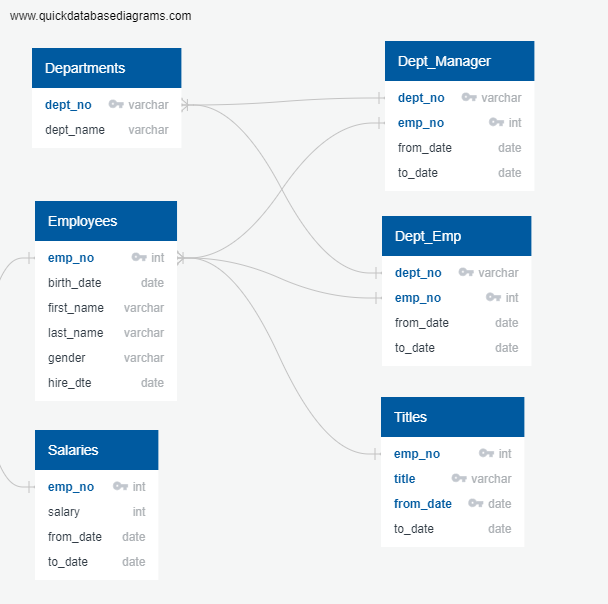 www.quickdatabasediagrams.com
Departments
dept_no varchar
dept_name varchar
Employees
emp_no int
birth_date date
first_name varchar
last_name varchar
gender varchar
hire_dte date
Salaries
emp_no int
salary int
from_date date
to_date date
Dept_Manager
dept_no varchar
emp_no int
from_date date
to_date date
Dept_Emp
dept_no varchar
emp_no int
from_date date
to_date date
Titles
emp_no int
title varchar
from_date date
to_date date